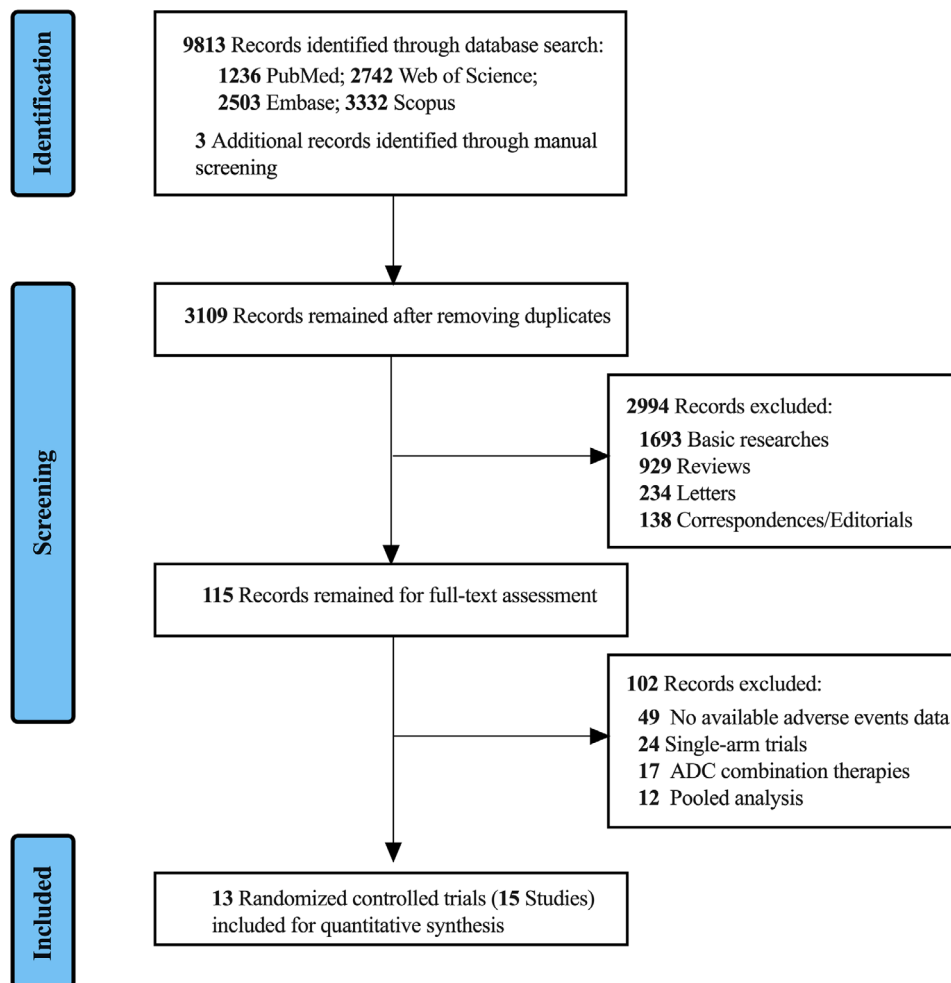 Identification
9813 Records identified through database search:
1236 PubMed; 2742 Web of Science;
2503 Embase; 3332 Scopus
3 Additional records identified through manual
screening
Screening
3109 Records remained after removing duplicates
2994 Records excluded:
1693 Basic researches
929 Reviews
234 Letters
138 Correspondences/Editorials
115 Records remained for full-text assessment
102 Records excluded:
49 No available adverse events data
24 Single-arm trials
17 ADC combination therapies
12 Pooled analysis
Included
13 Randomized controlled trials (15 Studies)
included for quantitative synthesis